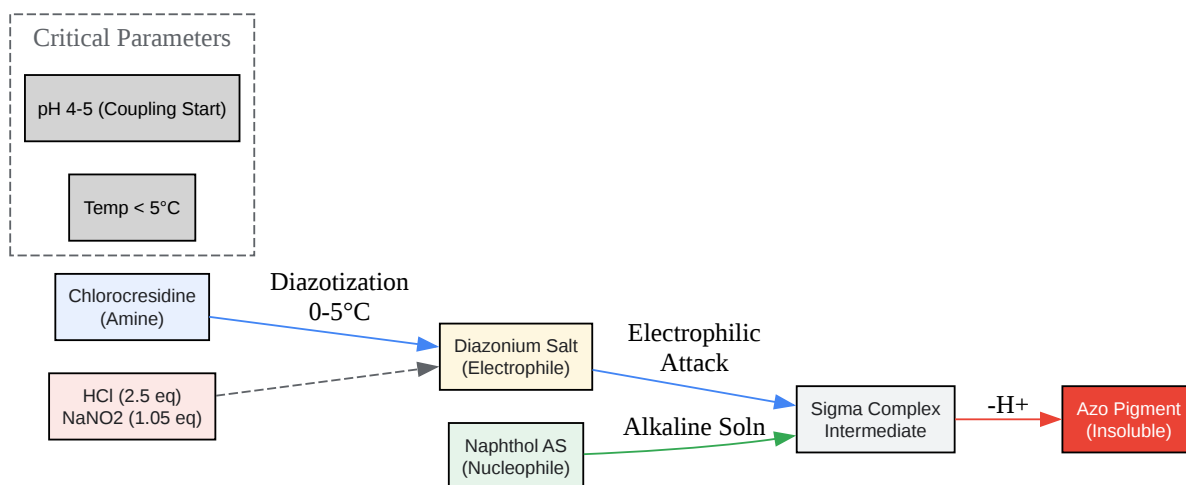 Critical Parameters
pH 4-5 (Coupling Start)
Temp < 5°C
Chlorocresidine
(Amine)
HCl (2.5 eq)
NaNO2 (1.05 eq)
Diazotization
0-5°C
Diazonium Salt
(Electrophile)
Naphthol AS
(Nucleophile)
Electrophilic
Attack
Alkaline Soln
Sigma Complex
Intermediate
-H+
Azo Pigment
(Insoluble)